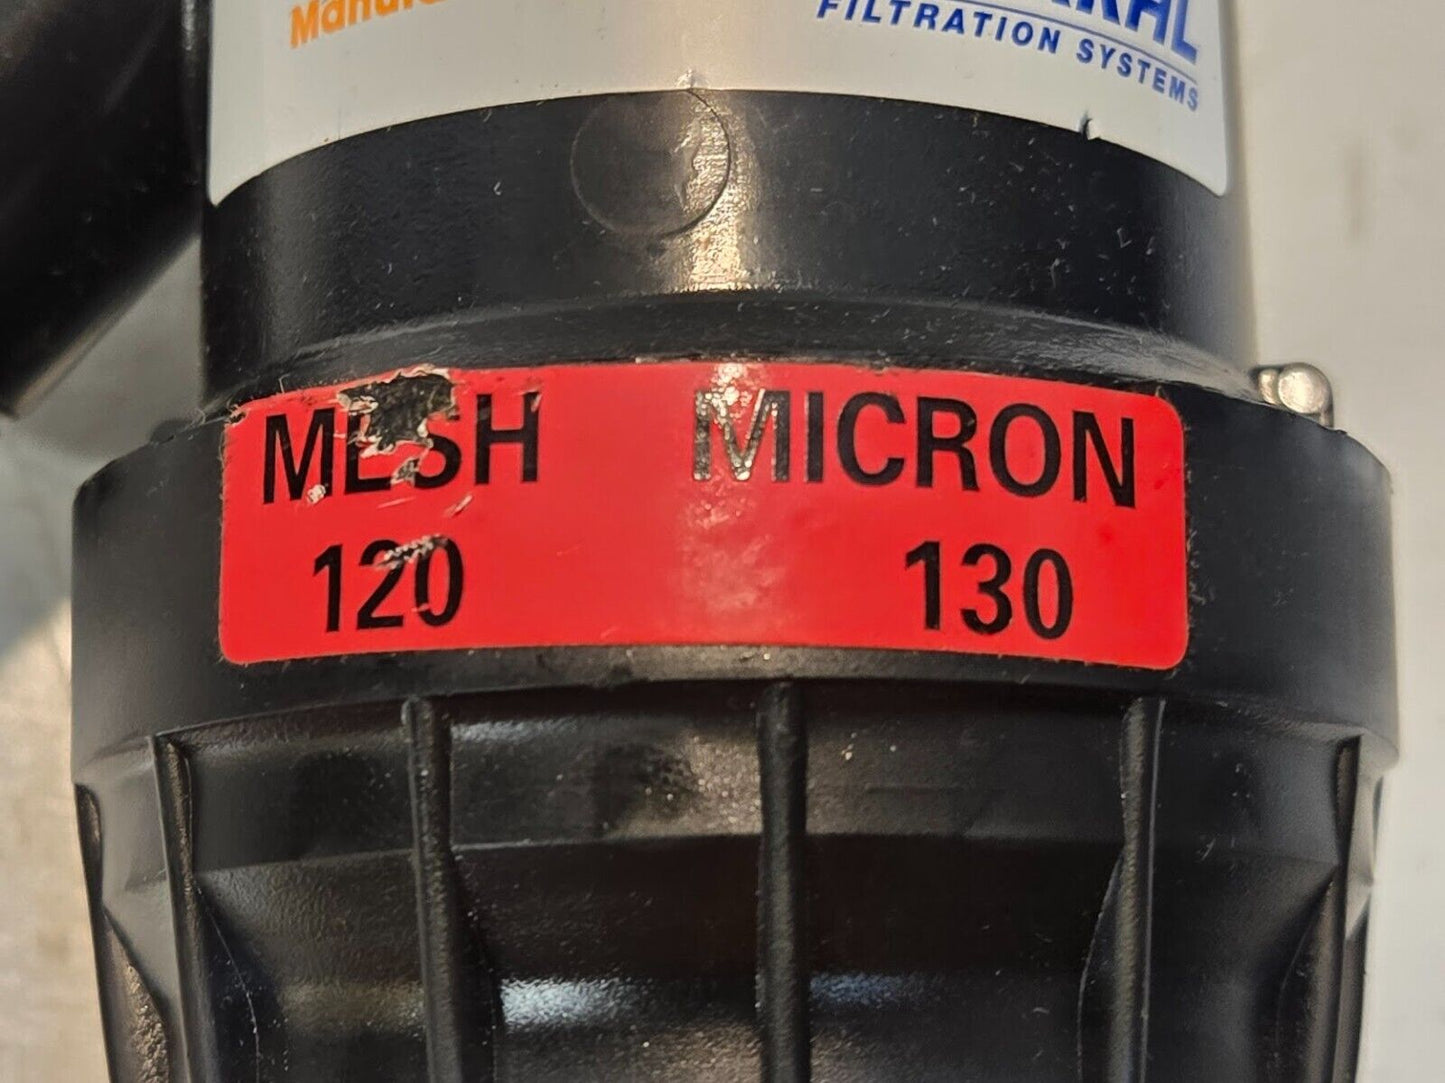 FILTRATION SYSTEMS
MESH MICRON
120 130